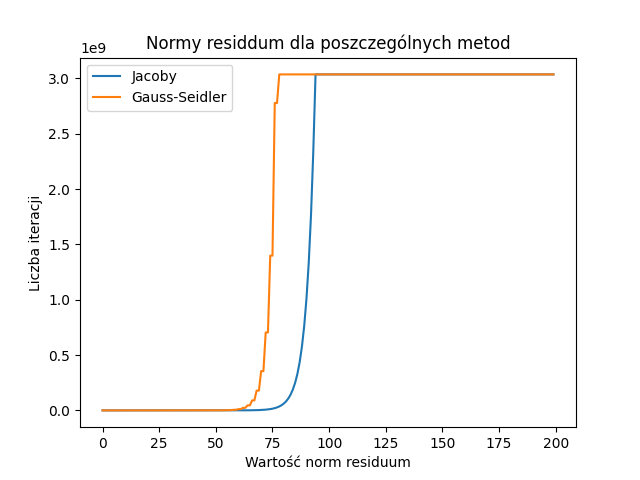 Normy residdum dla poszczególnych metod
1e9
Jacoby
Gauss-Seidler
3.0
2.5
2.0
1.5
1.0
0.5
0.0
Liczba iteracji
0 25 50 75 100 125 150 175 200
Wartość norm residuum